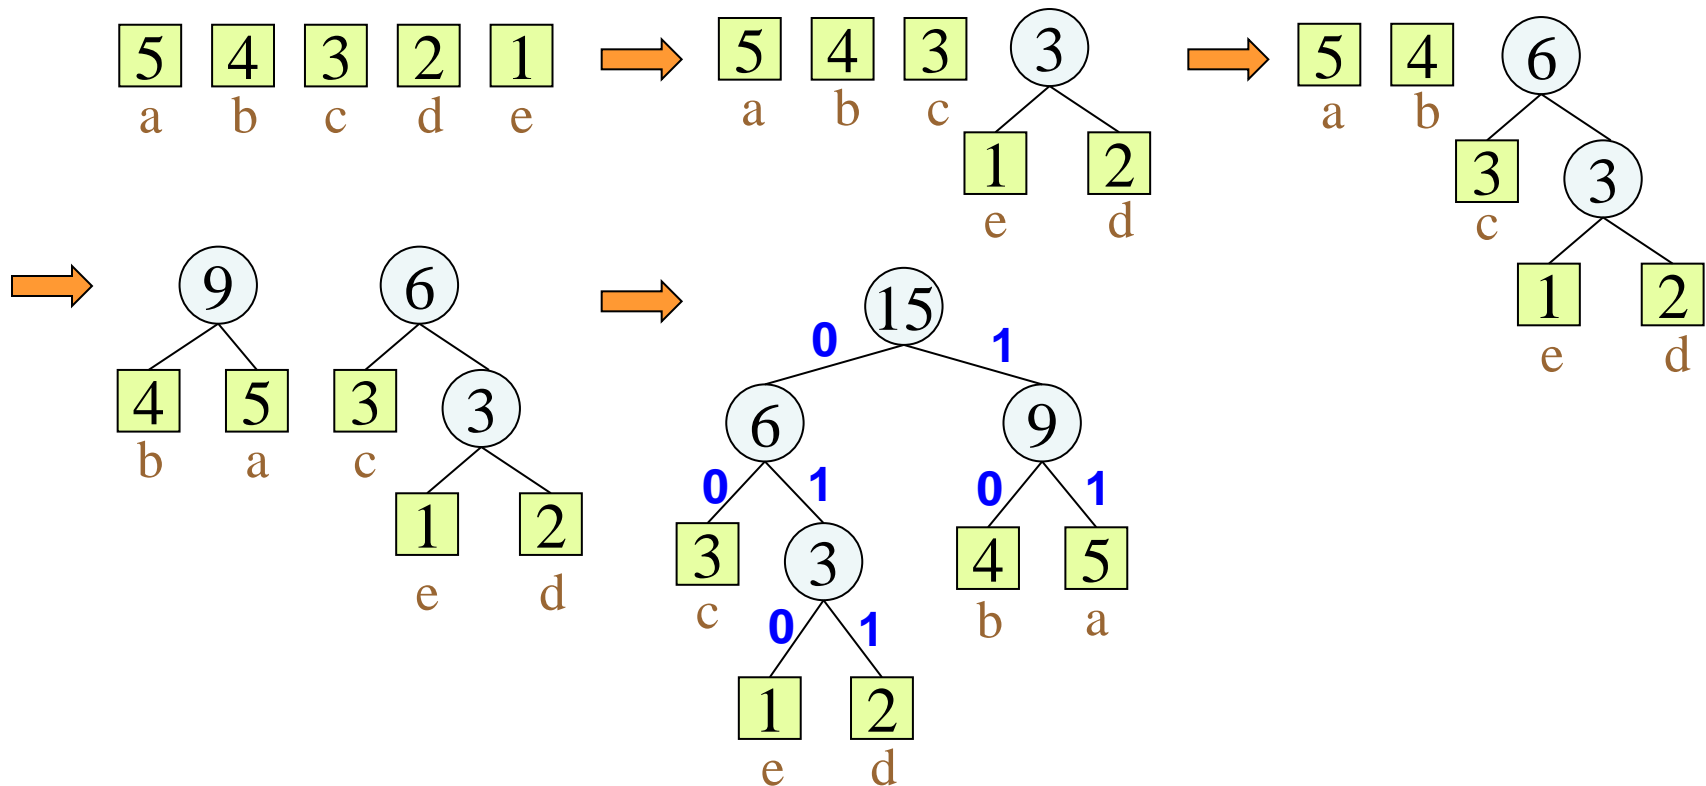 5 4 3 2 1
a b c d e
5 4 3 3
a b c
1 2
e d
5 4 6
a b
3 3
c
1 2
e d
9 6
4 5 3 3
b a c
1 2
e d
15
0 1
6 9
0 1 0 1
3 3 4 5
c b a
0 1
1 2
e d